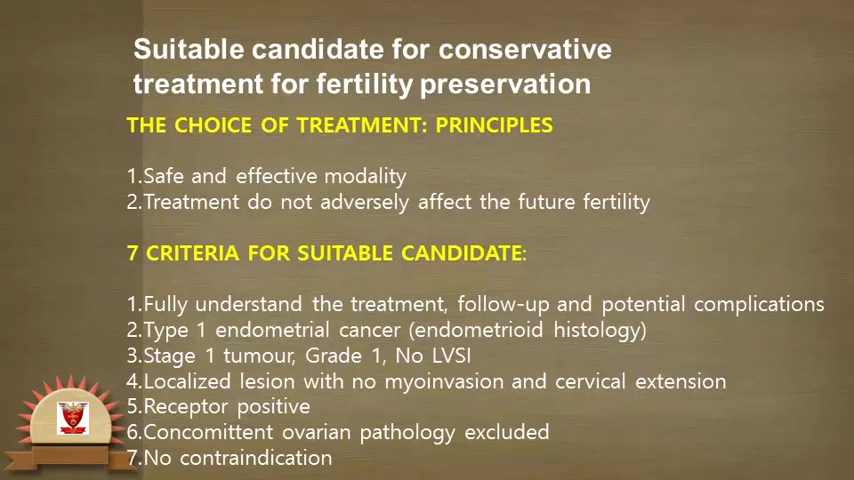 Suitable candidate for conservative
treatment for fertility preservation
THE CHOICE OF TREATMENT: PRINCIPLES
1.Safe and effective modality
2.Treatment do not adversely affect the future fertility
7 CRITERIA FOR SUITABLE CANDIDATE:
1.Fully understand the treatment, follow-up and potential complications
2.Type 1 endometrial cancer (endometrioid histology)
3.Stage 1 tumour, Grade 1, No LVSI
4.Localized lesion with no myoinvasion and cervical extension
5.Receptor positive
6.Concomittent ovarian pathology excluded
7.No contraindication